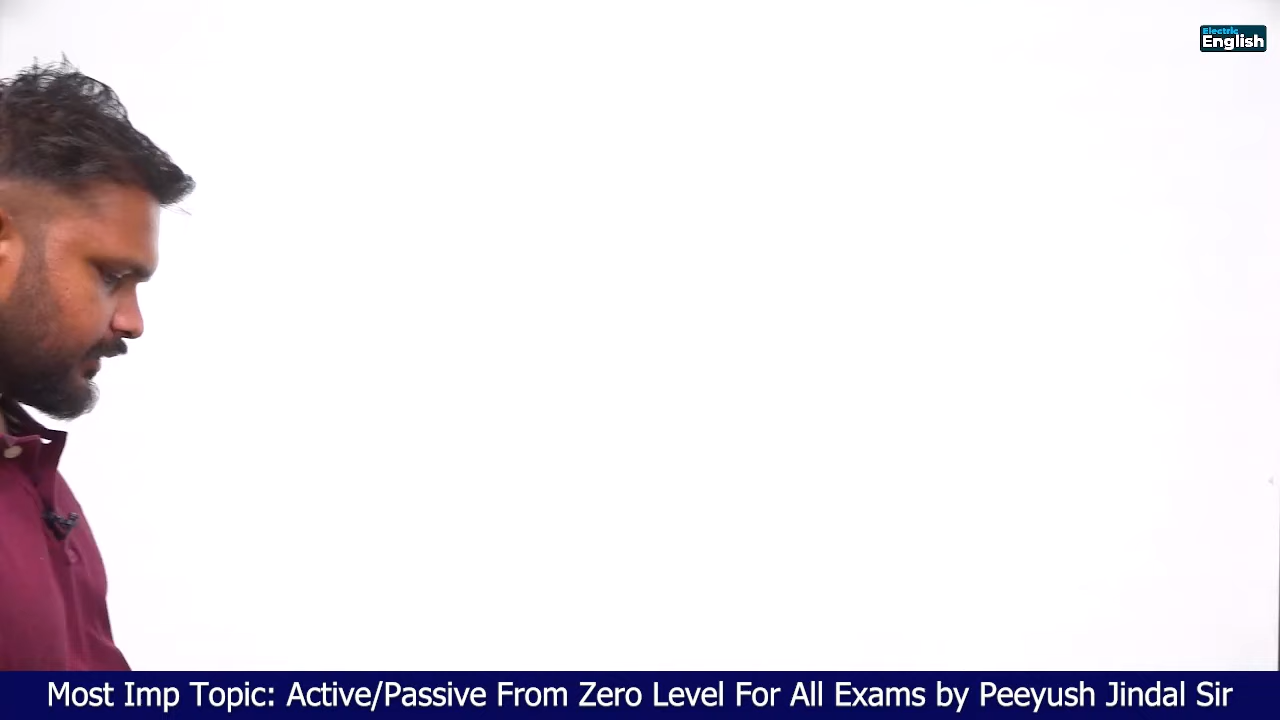 Electric
English
Most Imp Topic: Active/Passive From Zero Level For All Exams by Peeyush Jindal Sir